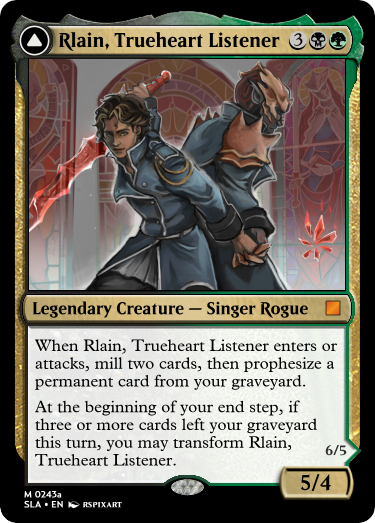 Rlain, Trueheart Listener 3
Legendary Creature — Singer Rogue
When Rlain, Trueheart Listener enters or
attacks, mill two cards, then prophesize a
permanent card from your graveyard.
At the beginning of your end step, if
three or more cards left your graveyard
this turn, you may transform Rlain,
Trueheart Listener.
6/5
5/4
M 0243a
SLA • EN RSPIXART